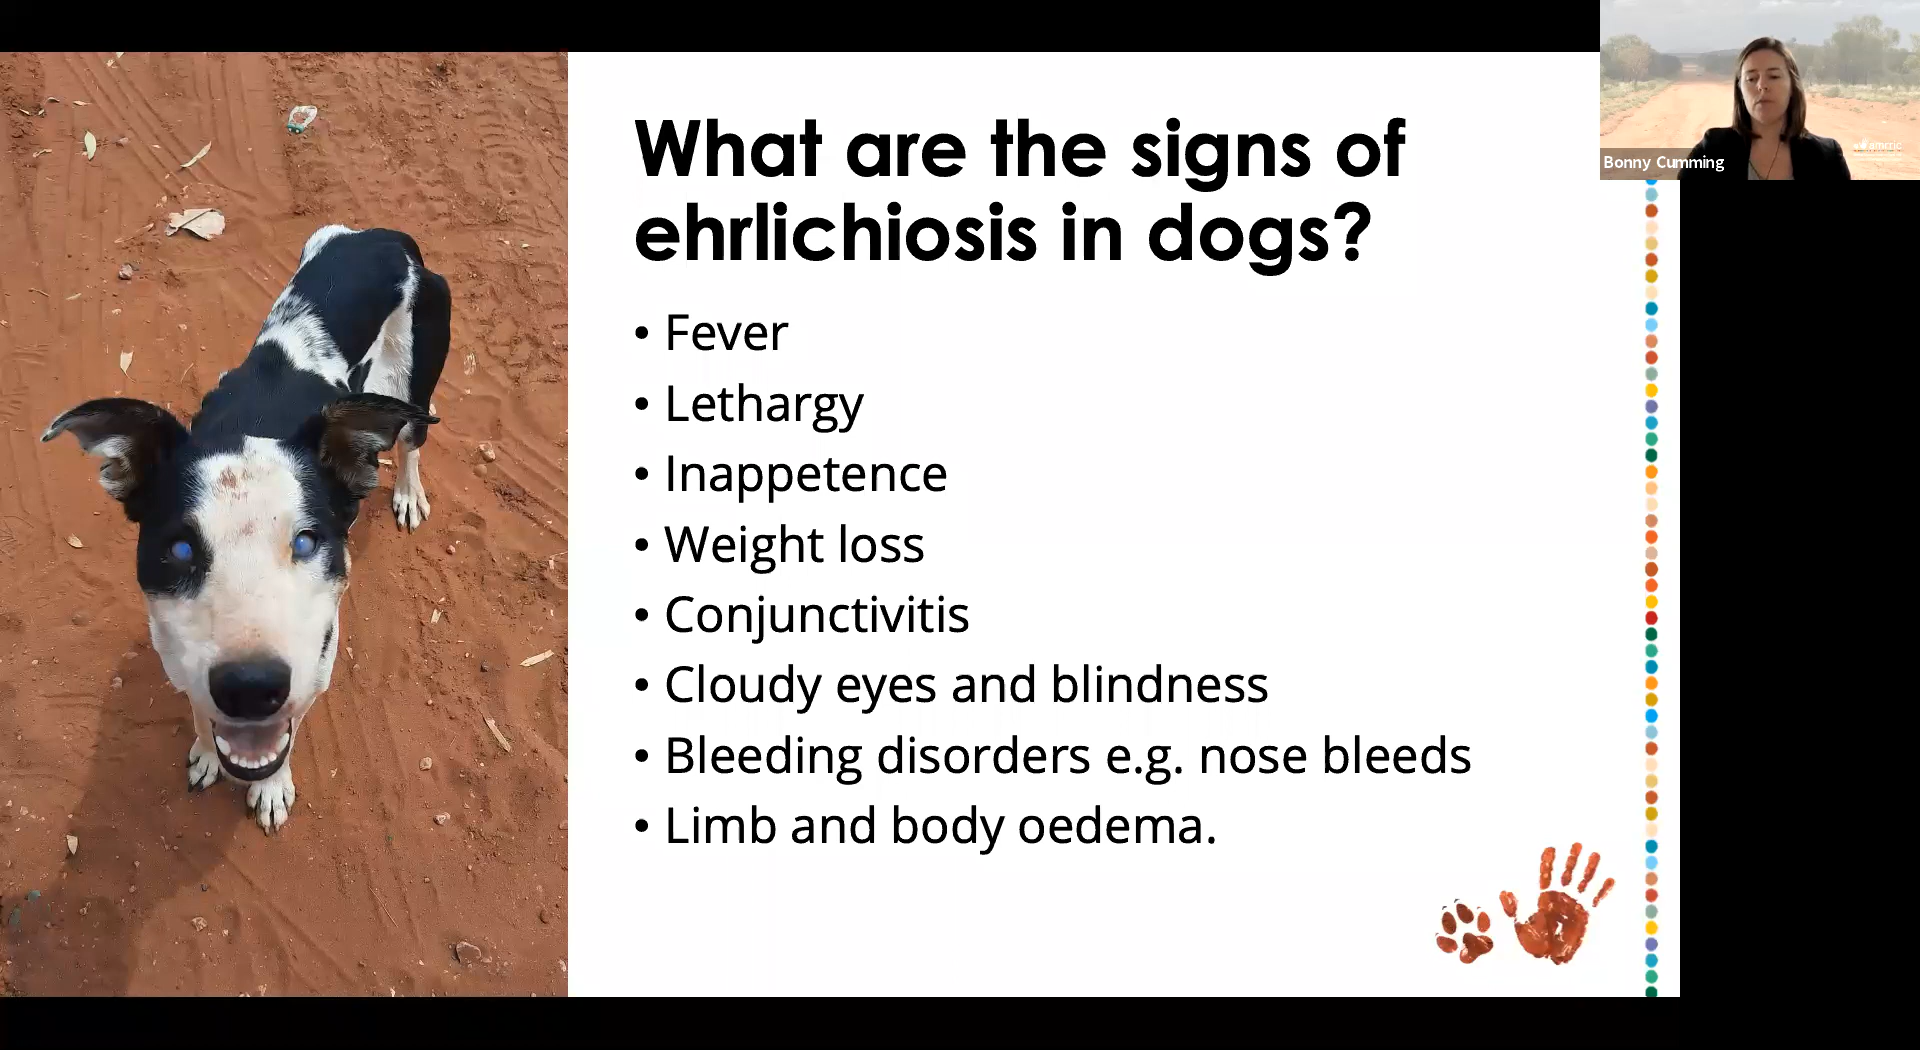 What are the signs of
ehrlichiosis in dogs?
• Fever
• Lethargy
• Inappetence
• Weight loss
• Conjunctivitis
• Cloudy eyes and blindness
• Bleeding disorders e.g. nose bleeds
• Limb and body oedema.
Bonny Cumming